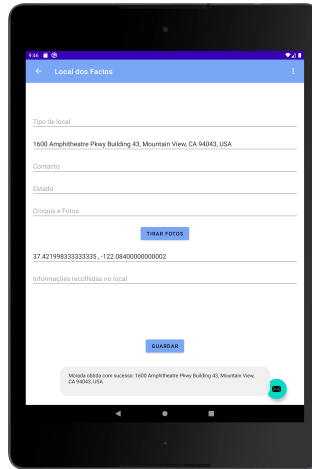 9:46
Local dos Factos
Tipo de local
1600 Amphitheatre Pkwy Building 43, Mountain View, CA 94043, USA
Contacto
Estado
Croquis e Fotos
TIRAR FOTOS
37.421998333333335 , -122.08400000000002
Informações recolhidas no local
GUARDAR
Morada obtida com sucesso: 1600 Amphitheatre Pkwy Building 43, Mountain View,
CA 94043, USA